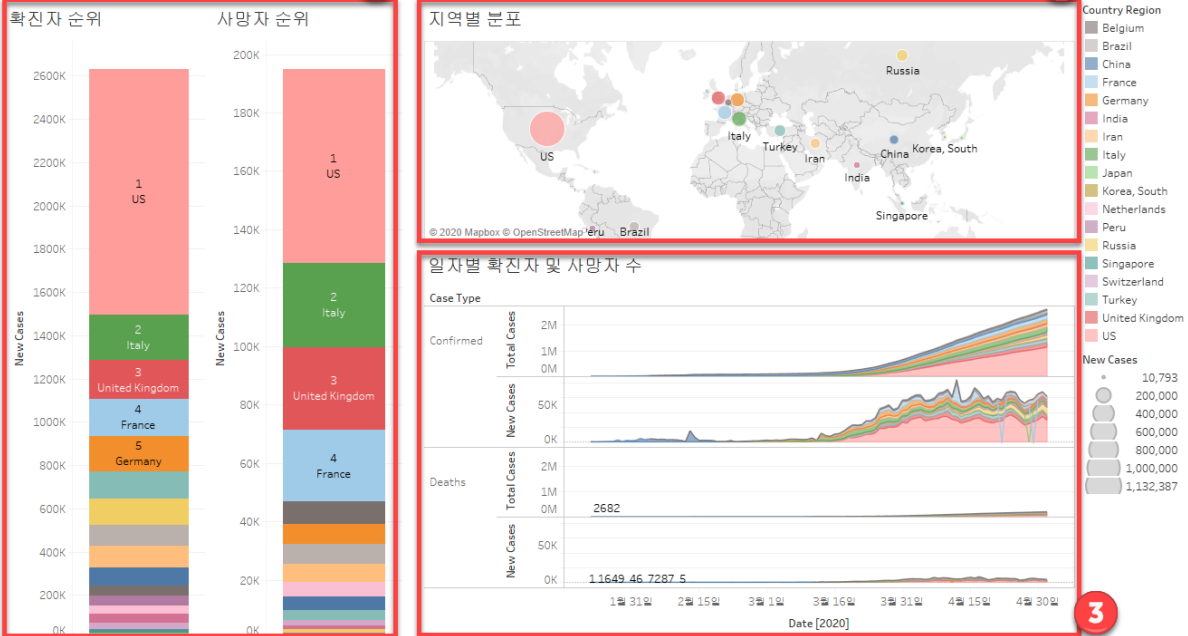 확진자 순위
2600K
2400K
2200K
2000K
1800K
1600K
1400K
1200K
1000K
800K
600K
400K
200K
0K
New Cases
1
US
2
Italy
3
United Kingdom
4
France
5
Germany
사망자 순위
200K
180K
160K
140K
120K
100K
80K
60K
40K
20K
0K
New Cases
1
US
2
Italy
3
United Kingdom
4
France
지역별 분포
Russia
US
Italy
Turkey
Iran
China
Korea, South
India
Singapore
Brazil
© 2020 Mapbox © OpenStreetMap
일자별 확진자 및 사망자 수
Case Type
Confirmed
Total Cases
2M
1M
0M
New Cases
50K
0K
Deaths
Total Cases
2M
1M
0M
2682
New Cases
50K
0K
1월 31일
2월 15일
3월 1일
3월 16일
3월 31일
4월 15일
4월 30일
Date [2020]
3
Country Region
Belgium
Brazil
China
France
Germany
India
Iran
Italy
Japan
Korea, South
Netherlands
Peru
Russia
Singapore
Switzerland
Turkey
United Kingdom
US
New Cases
10,793
200,000
400,000
600,000
800,000
1,000,000
1,132,387